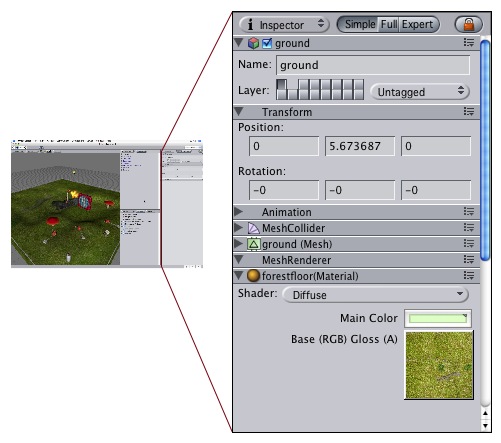 Inspector Simple Full Expert
ground
Name: ground
Layer: Untagged
Transform
Position:
0 5.673687 0
Rotation:
-0 -0 -0
Animation
MeshCollider
ground (Mesh)
MeshRenderer
forestfloor(Material)
Shader: Diffuse
Main Color
Base (RGB) Gloss (A)